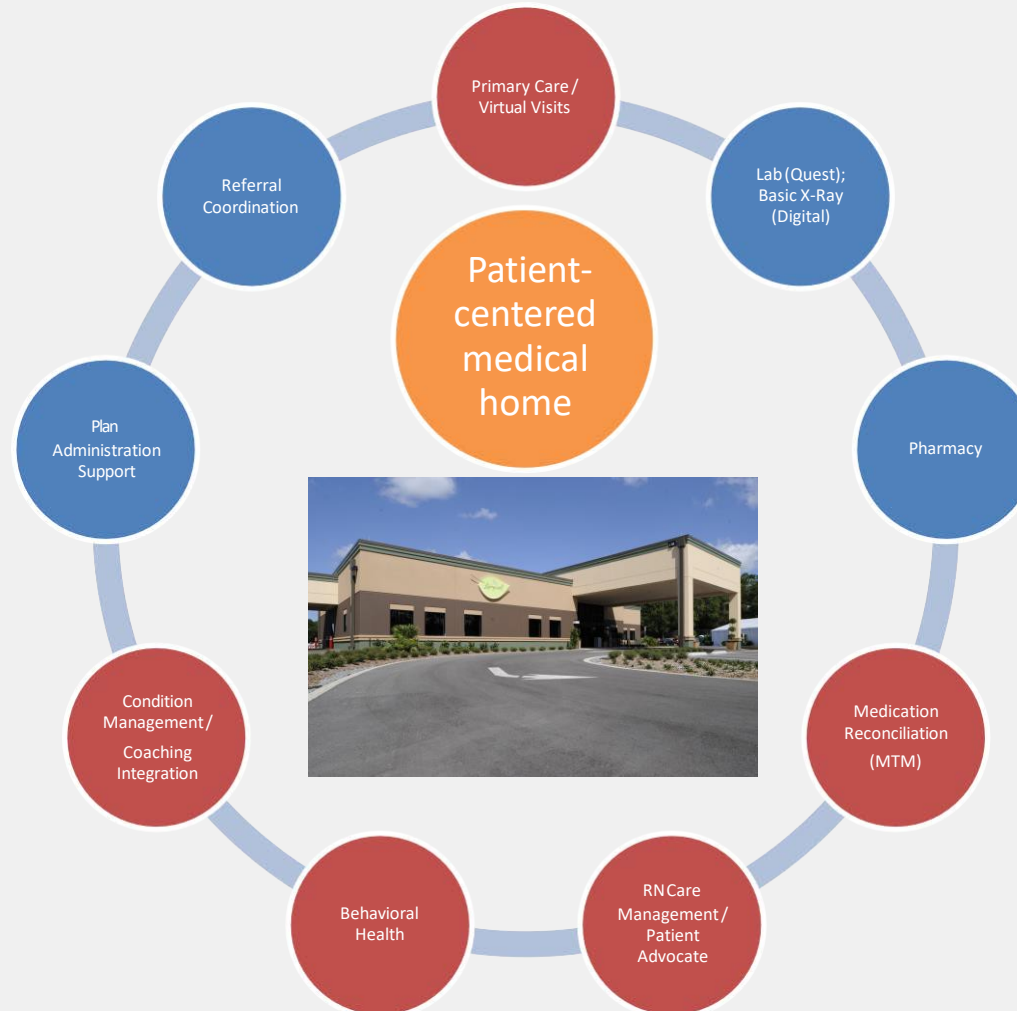 Primary Care /
Virtual Visits
Lab (Quest);
Basic X-Ray
(Digital)
Pharmacy
Medication
Reconciliation
(MTM)
RN Care
Management /
Patient
Advocate
Behavioral
Health
Condition
Management /
Coaching
Integration
Plan
Administration
Support
Referral
Coordination
Patient-
centered
medical
home